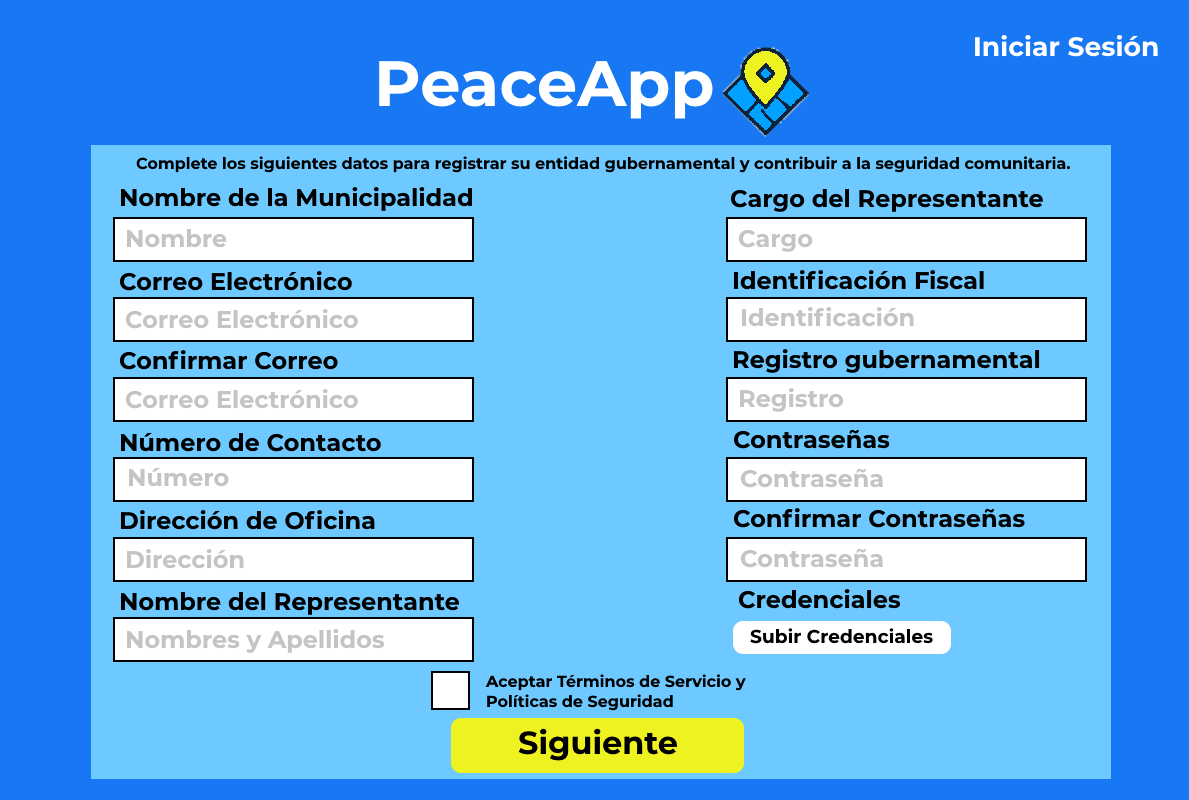 Iniciar Sesión
PeaceApp
Complete los siguientes datos para registrar su entidad gubernamental y contribuir a la seguridad comunitaria.
Nombre de la Municipalidad
Nombre
Correo Electrónico
Correo Electrónico
Confirmar Correo
Correo Electrónico
Número de Contacto
Número
Dirección de Oficina
Dirección
Nombre del Representante
Nombres y Apellidos
Cargo del Representante
Cargo
Identificación Fiscal
Identificación
Registro gubernamental
Registro
Contraseñas
Contraseña
Confirmar Contraseñas
Contraseña
Credenciales
Subir Credenciales
Aceptar Términos de Servicio y
Políticas de Seguridad
Siguiente